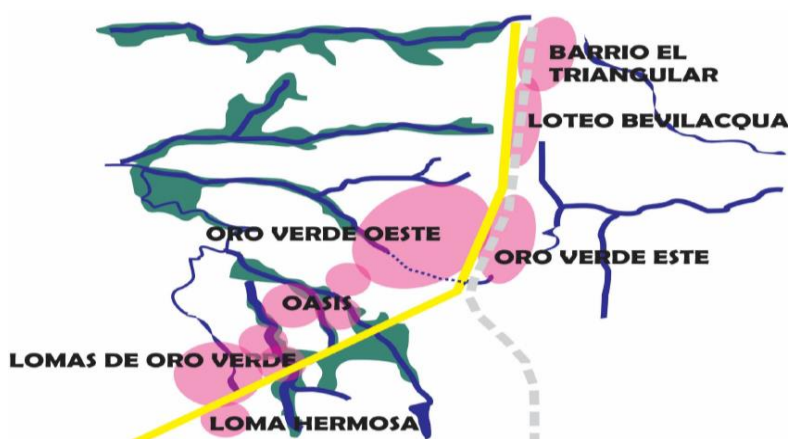 BARRIO EL
TRIANGULAR
LOTEO BEVILACQUA
ORO VERDE OESTE
ORO VERDE ESTE
OASIS
LOMAS DE ORO VERDE
LOMA HERMOSA